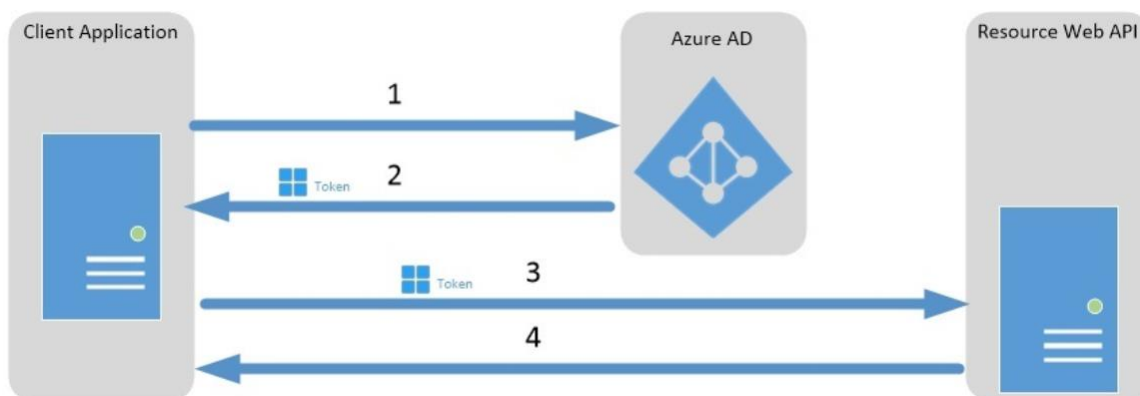 Client Application
Azure AD
Resource Web API
1
Token
2
Token
3
4